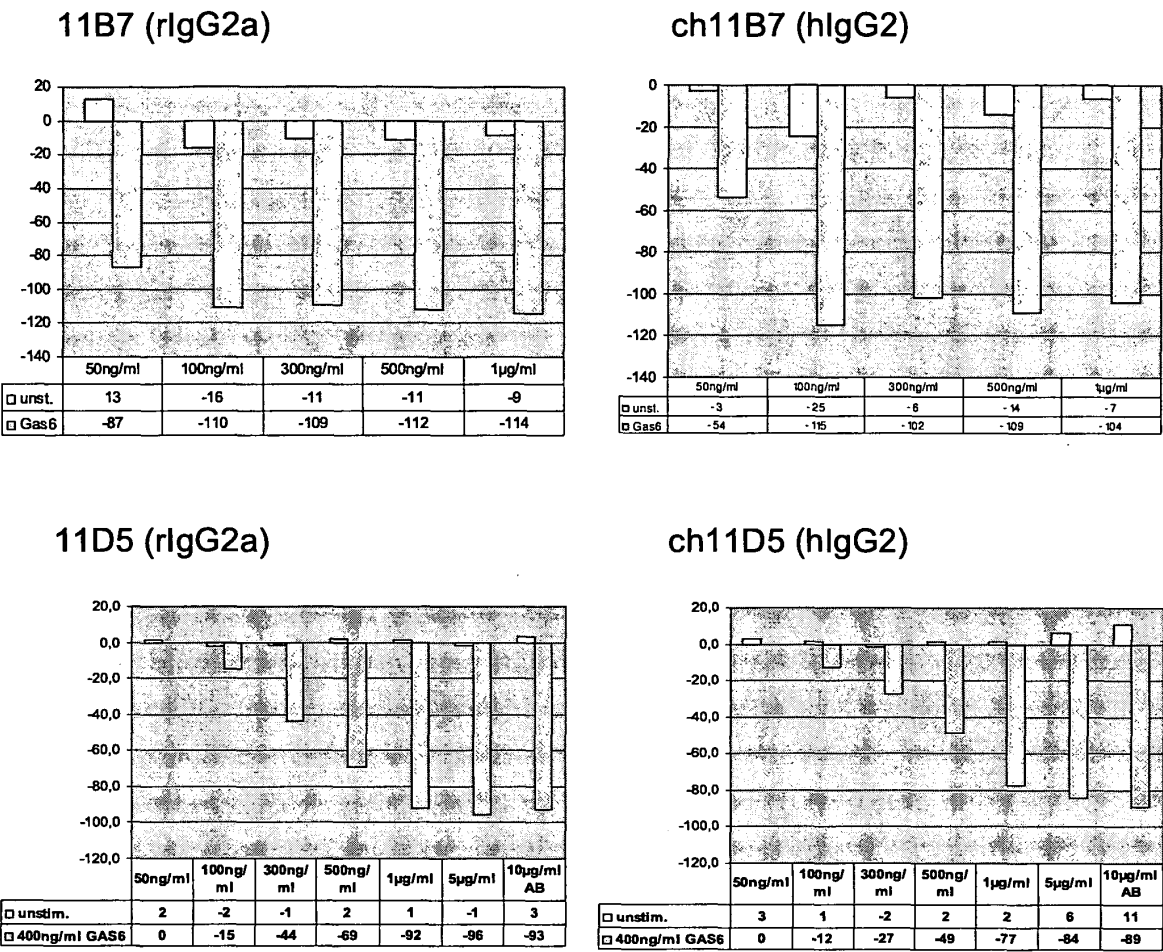 11B7 (rIgG2a)
20
0
-20
-40
-60
-80
-100
-120
-140
50ng/ml 100ng/ml 300ng/ml 500ng/ml 1µg/ml
unst. 13 -16 -11 -11 -9
Gas6 -87 -110 -109 -112 -114
ch11B7 (hIgG2)
0
-20
-40
-60
-80
-100
-120
-140
50ng/ml 100ng/ml 300ng/ml 500ng/ml 1µg/ml
unst. -3 -25 -6 -14 -7
Gas6 -54 -115 -102 -109 -104
11D5 (rIgG2a)
20,0
0,0
-20,0
-40,0
-60,0
-80,0
-100,0
-120,0
50ng/ml 100ng/ml 300ng/ml 500ng/ml 1µg/ml 5µg/ml 10µg/ml AB
unstim. 2 -2 -1 2 1 -1 3
400ng/ml GAS6 0 -15 -44 -69 -92 -96 -93
ch11D5 (hIgG2)
20,0
0,0
-20,0
-40,0
-60,0
-80,0
-100,0
-120,0
50ng/ml 100ng/ml 300ng/ml 500ng/ml 1µg/ml 5µg/ml 10µg/ml AB
unstim. 3 1 -2 2 2 6 11
400ng/ml GAS6 0 -12 -27 -49 -77 -84 -89